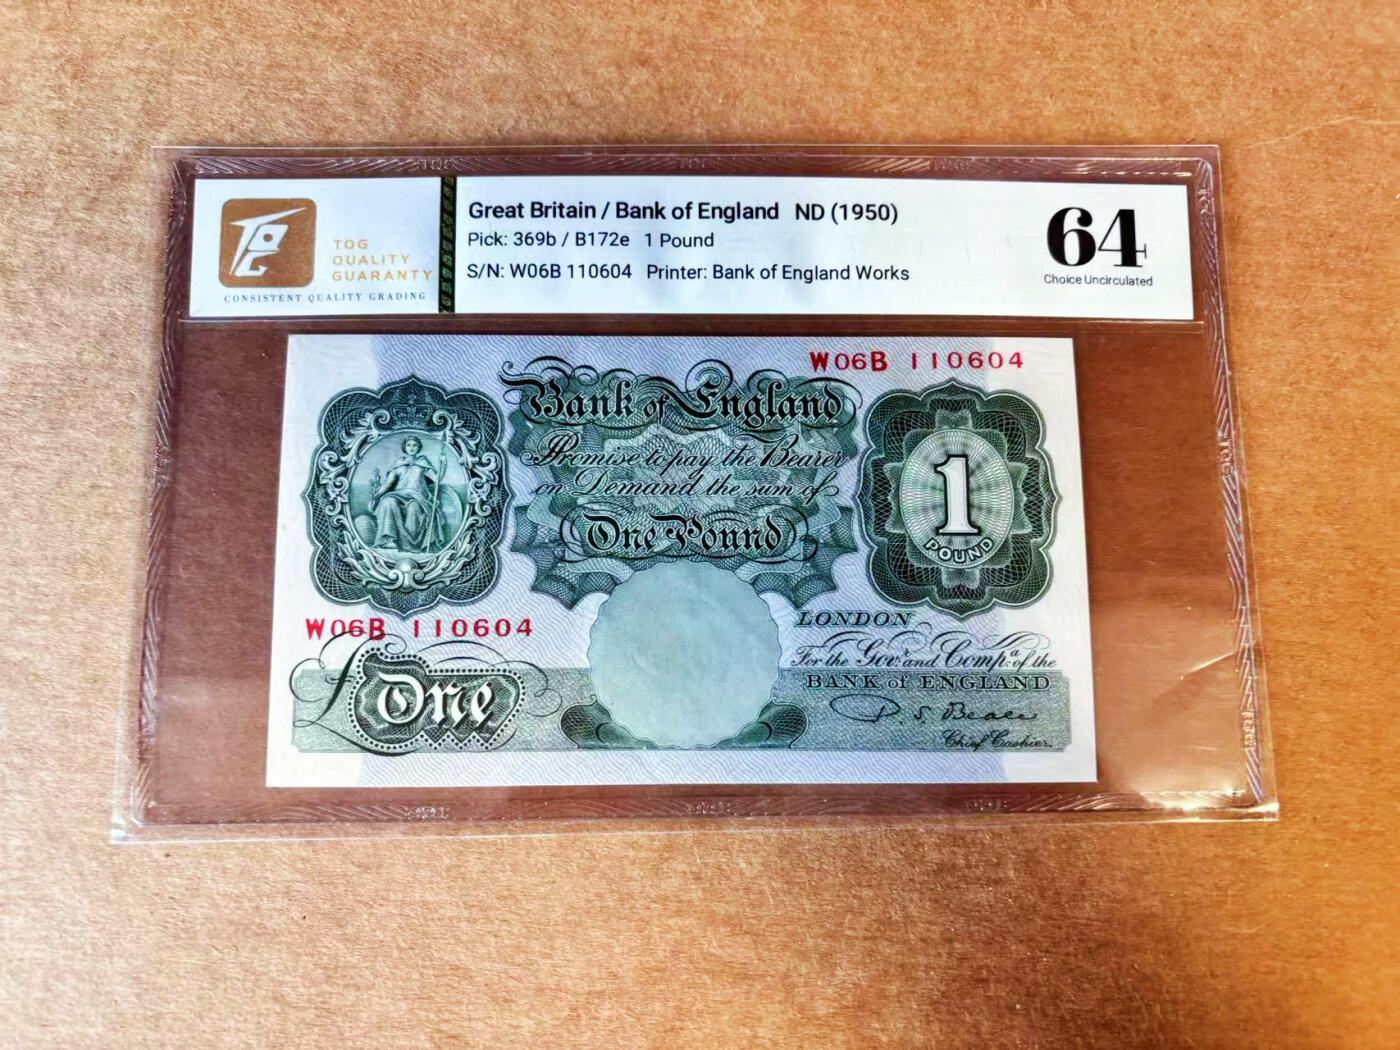 TQG
QUALITY
GUARANTY
CONSISTENT QUALITY GRADING
Great Britain / Bank of England ND (1950)
Pick: 369b / B172e 1 Pound
S/N: W06B 110604 Printer: Bank of England Works
64
Choice Uncirculated
W06B 110604
Bank of England
Promise to pay the Bearer
on Demand the sum of
One Pound
1
POUND
W06B 110604
£One
LONDON
For the Govr. and Compa. of the
BANK of ENGLAND
P. S. Beale
Chief Cashier.